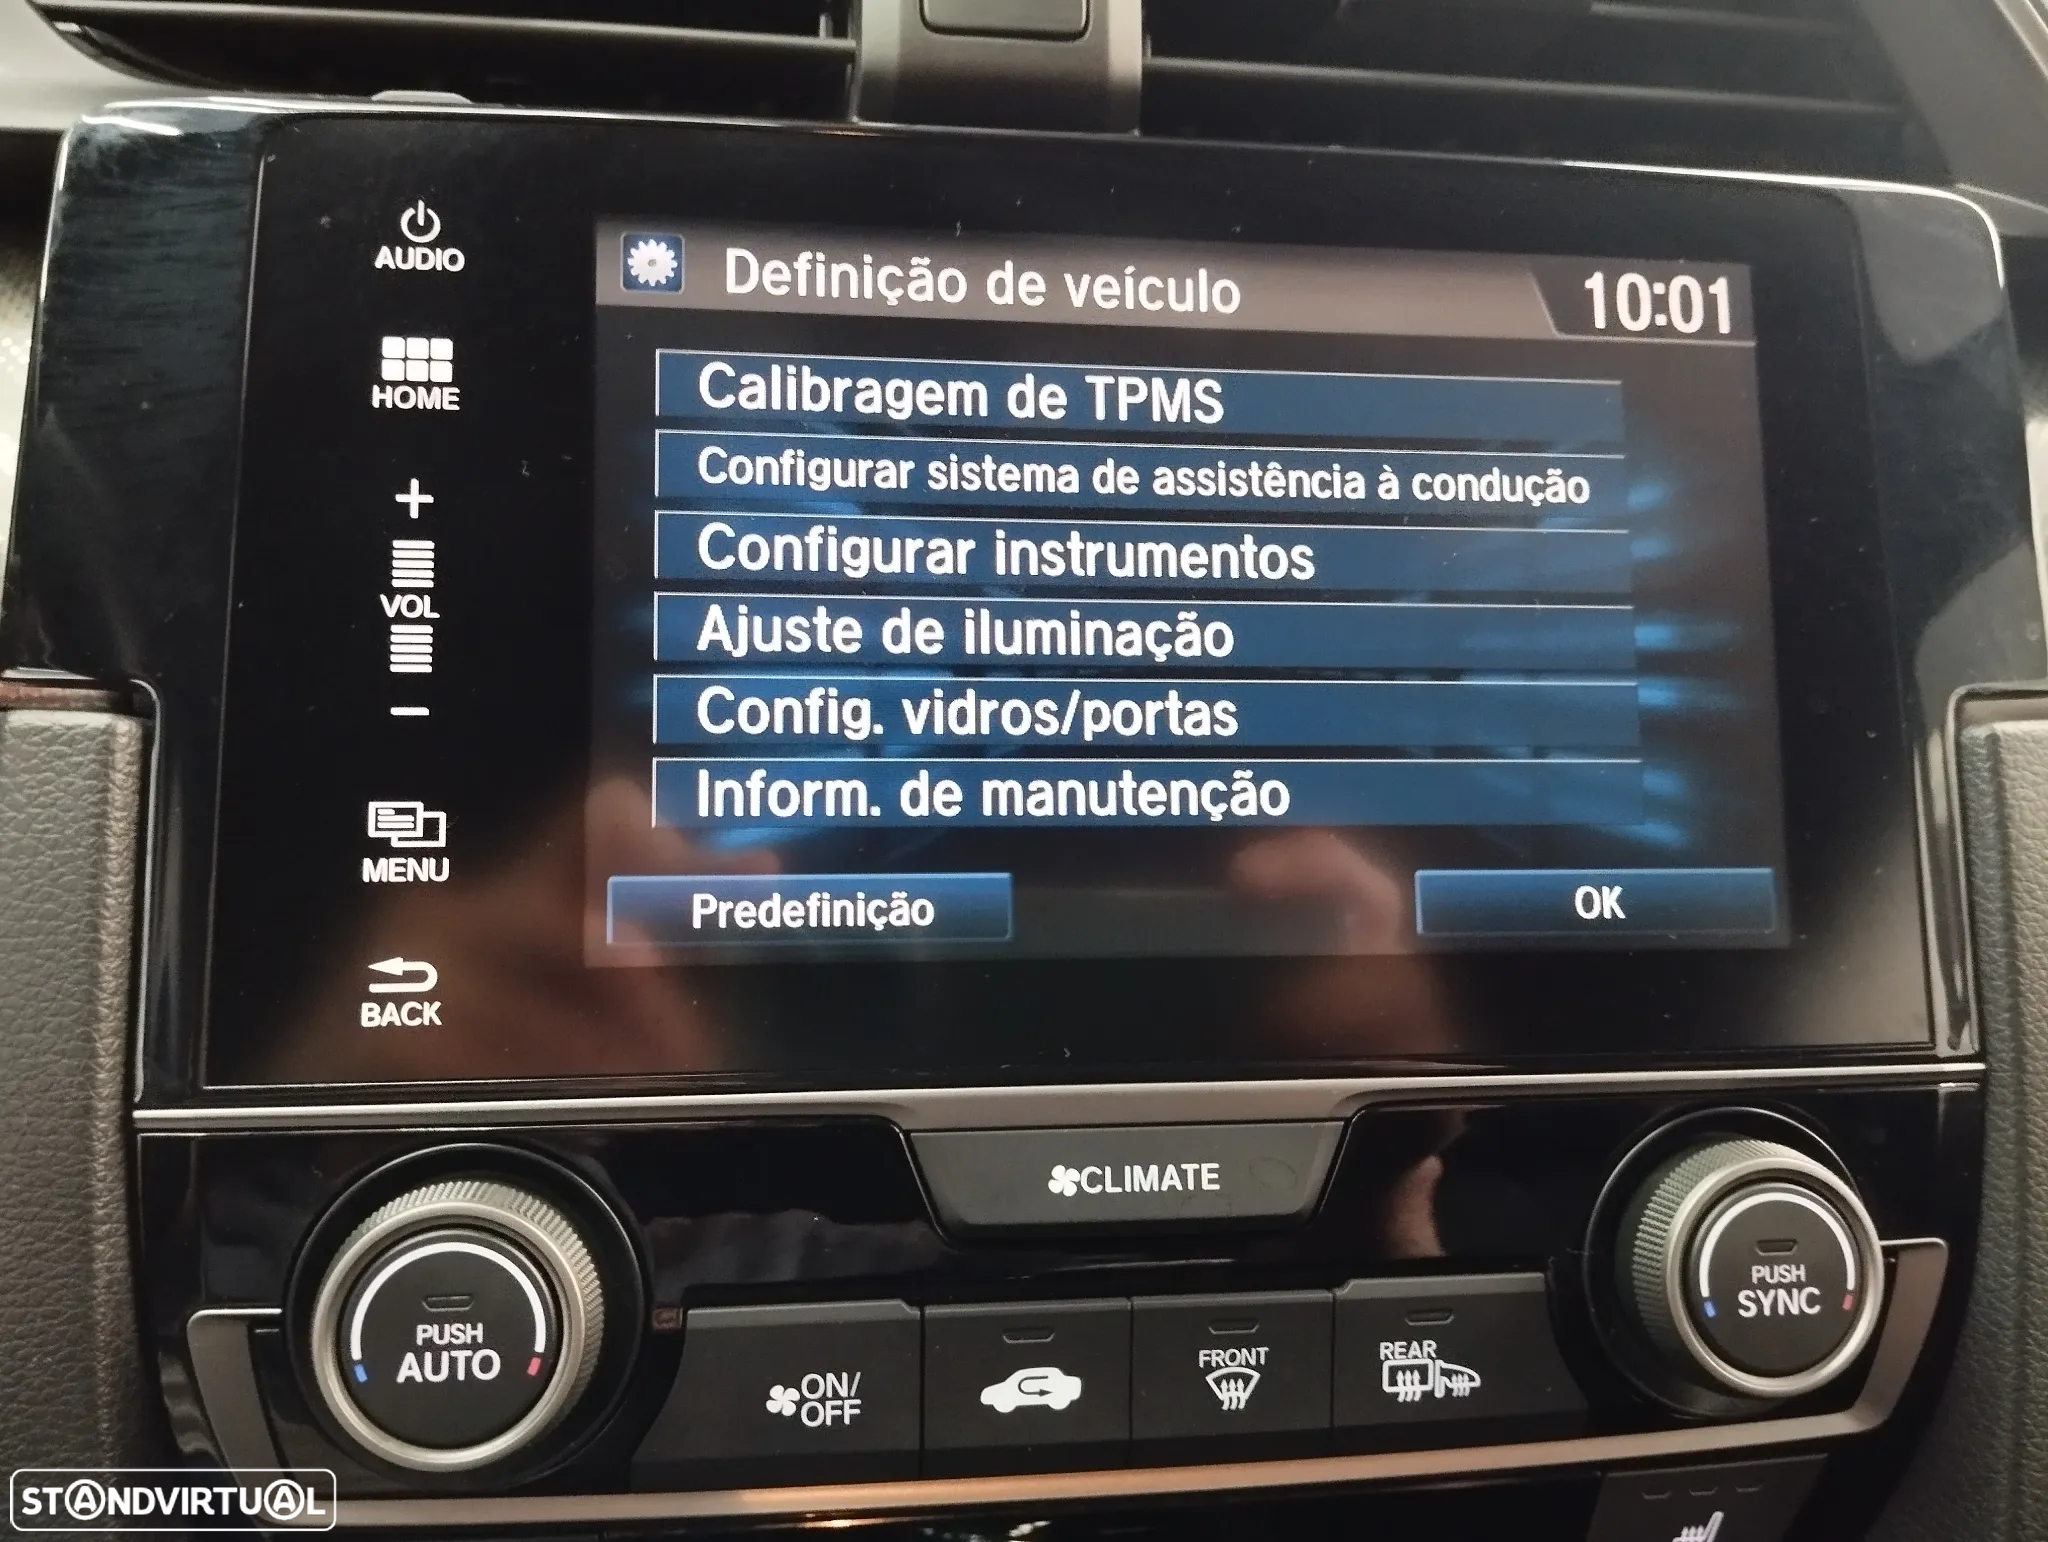 AUDIO
HOME
VOL
MENU
BACK
Definição de veículo
10:01
Calibragem de TPMS
Configurar sistema de assistência à condução
Configurar instrumentos
Ajuste de iluminação
Config. vidros/portas
Inform. de manutenção
Predefinição
OK
CLIMATE
PUSH
AUTO
ON/
OFF
FRONT
REAR
PUSH
SYNC
STANDVIRTUAL